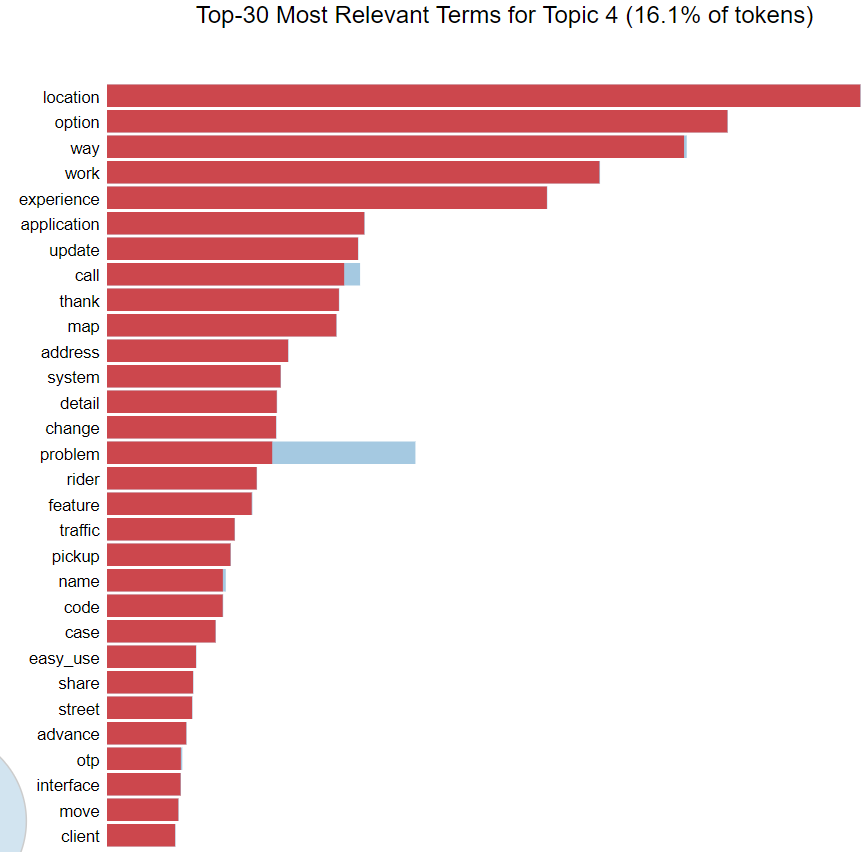 Top-30 Most Relevant Terms for Topic 4 (16.1% of tokens)
location
option
way
work
experience
application
update
call
thank
map
address
system
detail
change
problem
rider
feature
traffic
pickup
name
code
case
easy_use
share
street
advance
otp
interface
move
client